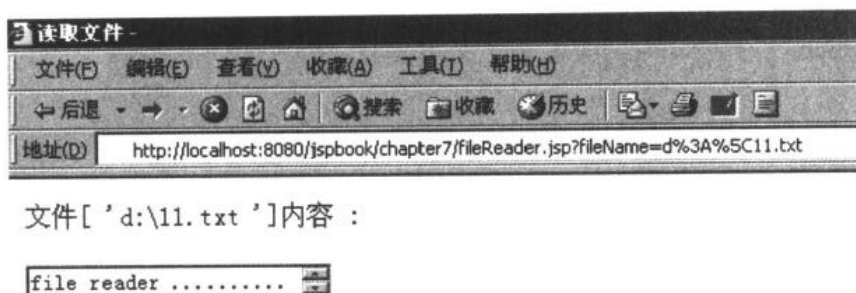 读取文件 -
文件(F) 编辑(E) 查看(V) 收藏(A) 工具(T) 帮助(H)
后退 搜索 收藏 历史
地址(D) http://localhost:8080/jspbook/chapter7/fileReader.jsp?fileName=d%3A%5C11.txt
文件[ 'd:\11.txt ']内容 :
file reader ..........